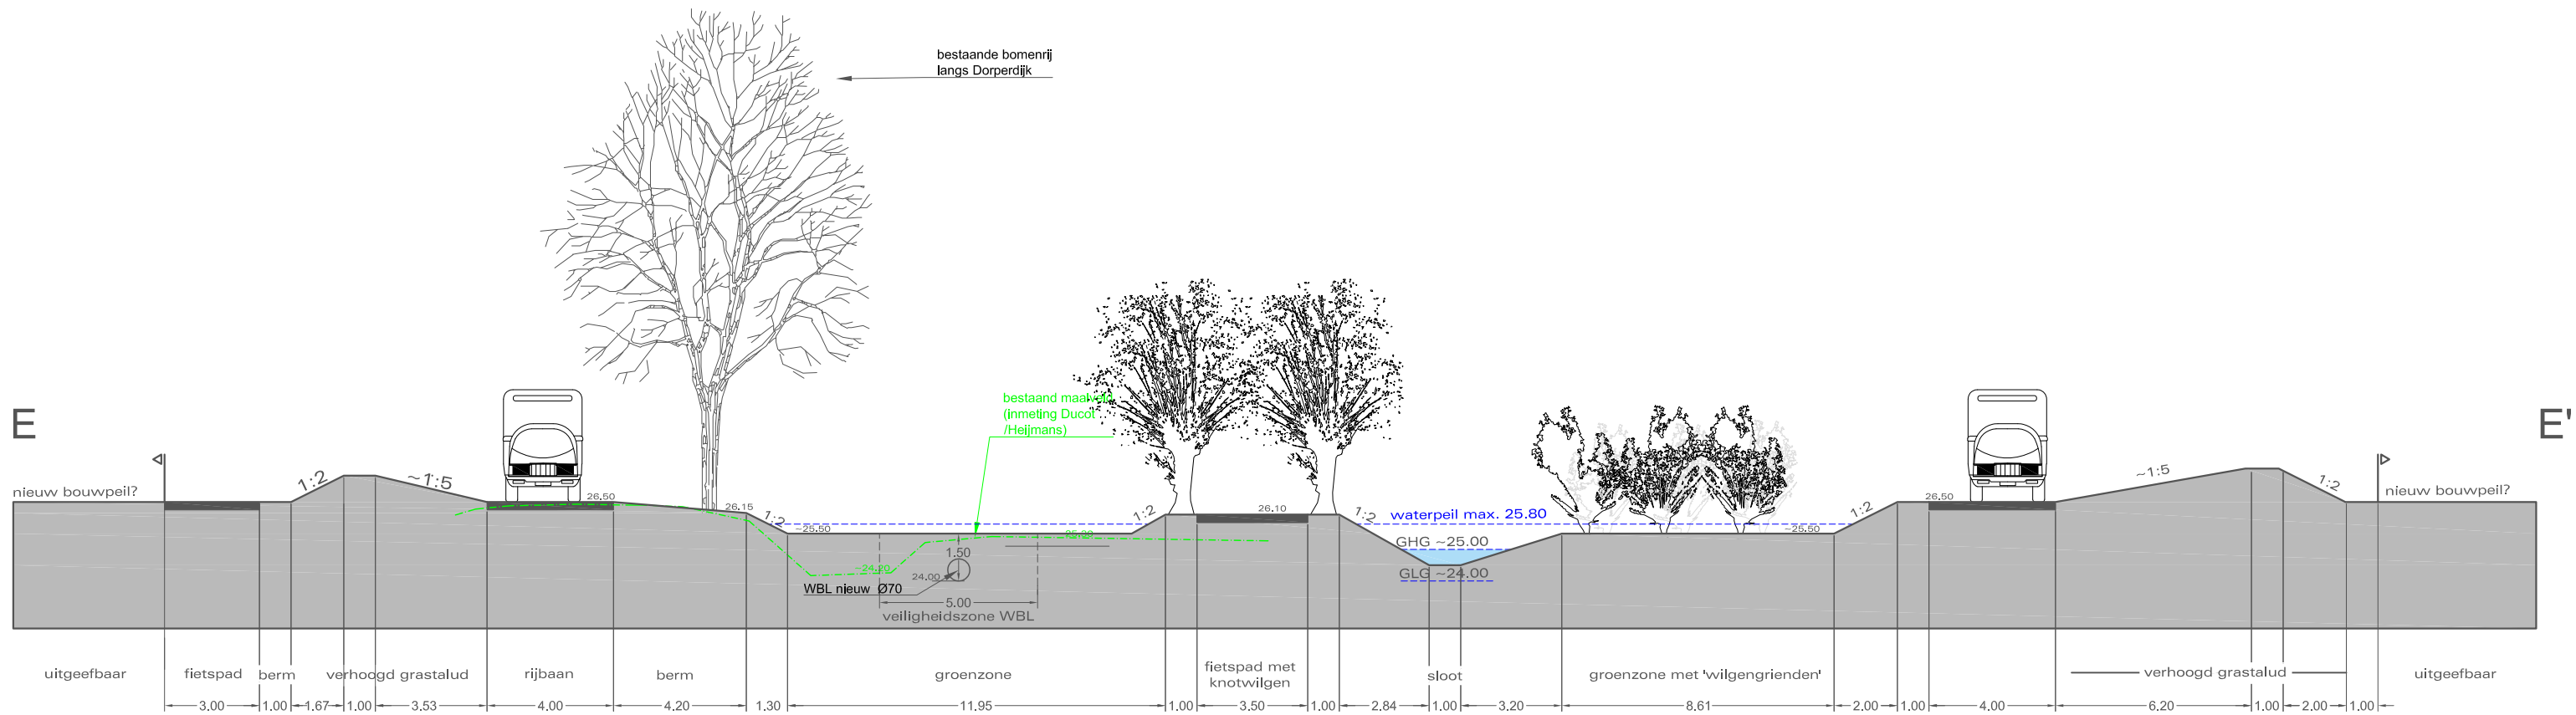 bestaande bomenrij
langs Dorperdijk
bestaand maaiveld
(inmeting Ducot
/Heijmans)
E
E'
nieuw bouwpeil?
1:2
~1:5
26.50
26.15
1:2
~25.50
1:2
26.10
1:2
waterpeil max. 25.80
GHG ~25.00
GLG ~24.00
~25.50
1:2
26.50
~1:5
1:2
nieuw bouwpeil?
1.50
~24.20
24.00
WBL nieuw Ø70
5.00
veiligheidszone WBL
uitgeefbaar
fietspad
berm
verhoogd grastalud
rijbaan
berm
groenzone
fietspad met
knotwilgen
sloot
groenzone met 'wilgengrienden'
verhoogd grastalud
uitgeefbaar
3.00 1.00 1.67 1.00 3.53 4.00 4.20 1.30 11.95 1.00 3.50 1.00 2.84 1.00 3.20 8.61 2.00 1.00 4.00 6.20 1.00 2.00 1.00